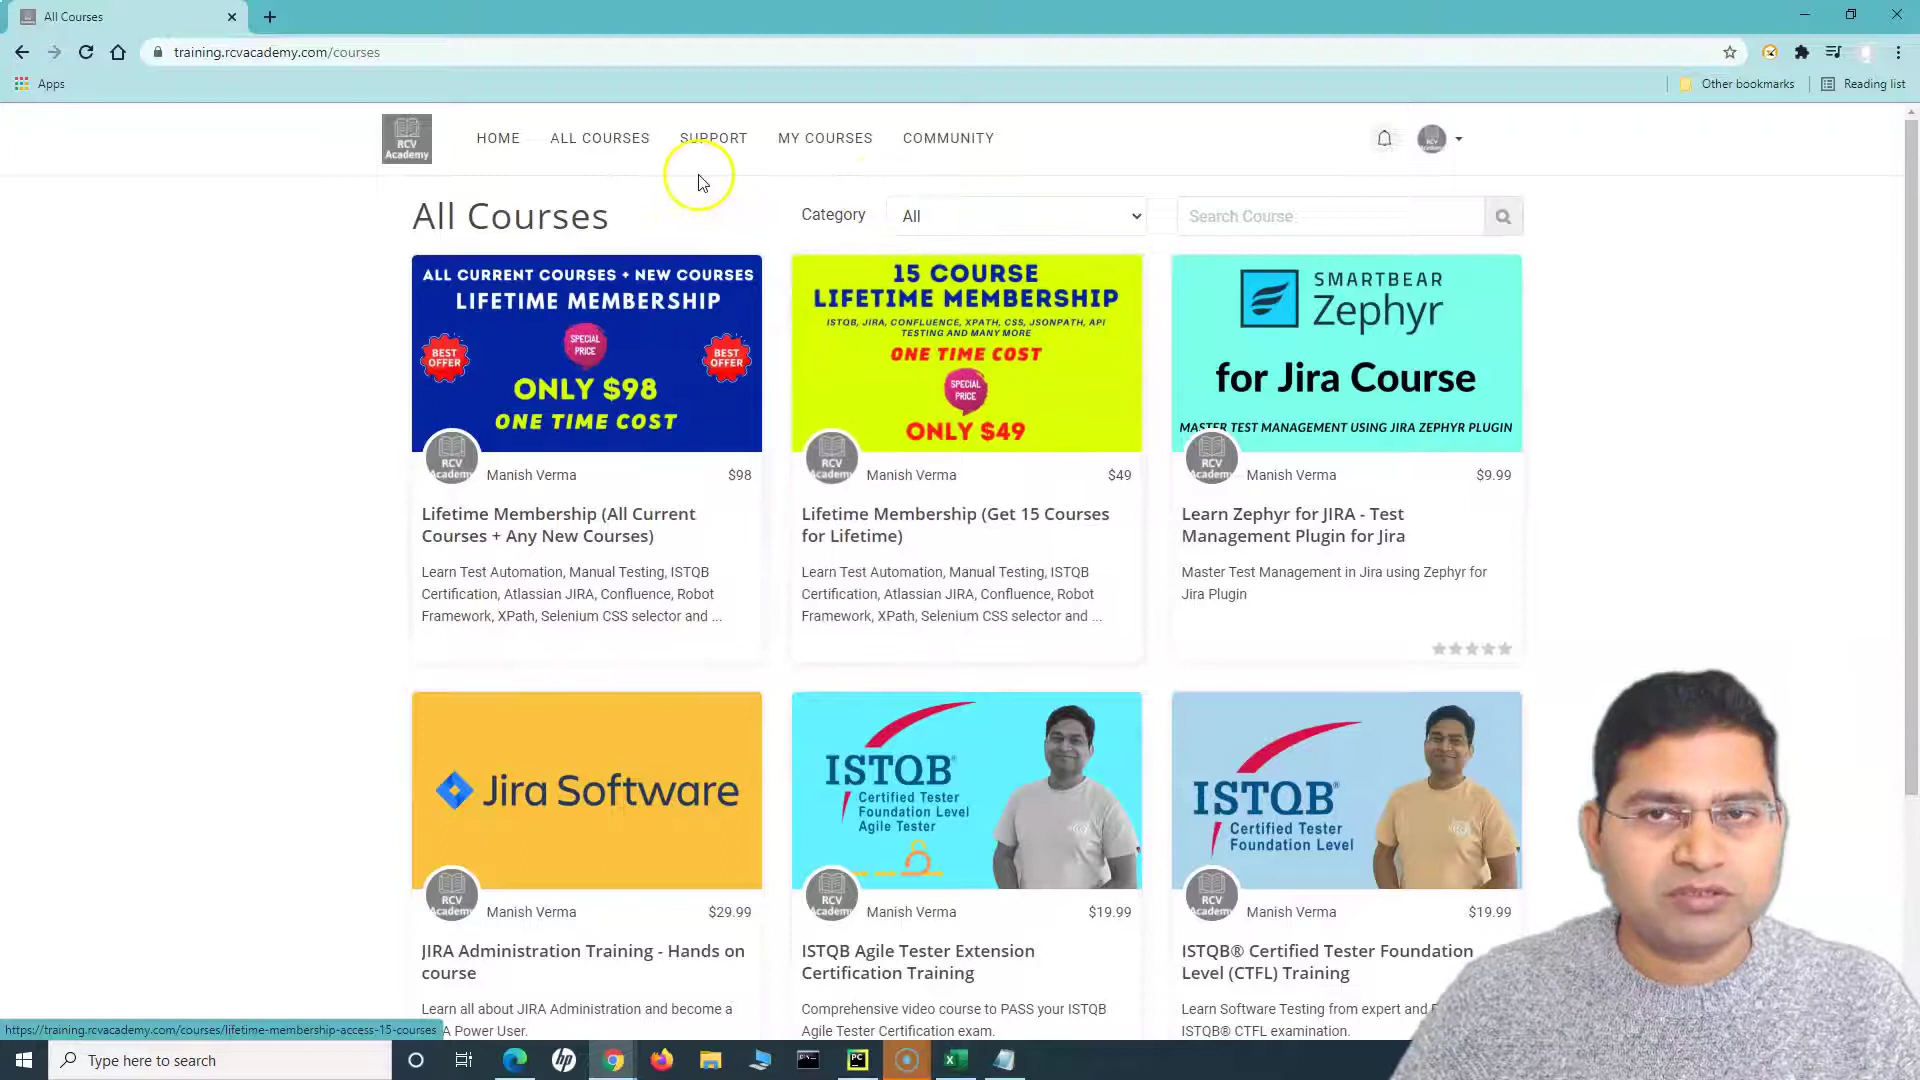 All Courses
training.rcvacademy.com/courses
Apps
Other bookmarks
Reading list
RCV Academy
HOME
ALL COURSES
SUPPORT
MY COURSES
COMMUNITY
All Courses
Category
All
Search Course
ALL CURRENT COURSES + NEW COURSES
LIFETIME MEMBERSHIP
BEST OFFER
SPECIAL PRICE
BEST OFFER
ONLY $98
ONE TIME COST
RCV Academy
Manish Verma
$98
Lifetime Membership (All Current
Courses + Any New Courses)
Learn Test Automation, Manual Testing, ISTQB
Certification, Atlassian JIRA, Confluence, Robot
Framework, XPath, Selenium CSS selector and ...
15 COURSE
LIFETIME MEMBERSHIP
ISTQB, JIRA, CONFLUENCE, XPATH, CSS, JSONPATH, API
TESTING AND MANY MORE
ONE TIME COST
SPECIAL PRICE
ONLY $49
RCV Academy
Manish Verma
$49
Lifetime Membership (Get 15 Courses
for Lifetime)
Learn Test Automation, Manual Testing, ISTQB
Certification, Atlassian JIRA, Confluence, Robot
Framework, XPath, Selenium CSS selector and ...
SMARTBEAR
Zephyr
for Jira Course
MASTER TEST MANAGEMENT USING JIRA ZEPHYR PLUGIN
RCV Academy
Manish Verma
$9.99
Learn Zephyr for JIRA - Test
Management Plugin for Jira
Master Test Management in Jira using Zephyr for
Jira Plugin
Jira Software
RCV Academy
Manish Verma
$29.99
JIRA Administration Training - Hands on
course
Learn all about JIRA Administration and become a
A Power User.
ISTQB®
Certified Tester
Foundation Level
Agile Tester
RCV Academy
Manish Verma
$19.99
ISTQB Agile Tester Extension
Certification Training
Comprehensive video course to PASS your ISTQB
Agile Tester Certification exam.
ISTQB®
Certified Tester
Foundation Level
RCV Academy
Manish Verma
$19.99
ISTQB® Certified Tester Foundation
Level (CTFL) Training
Learn Software Testing from expert and
ISTQB® CTFL examination.
https://training.rcvacademy.com/courses/lifetime-membership-access-15-courses
Type here to search